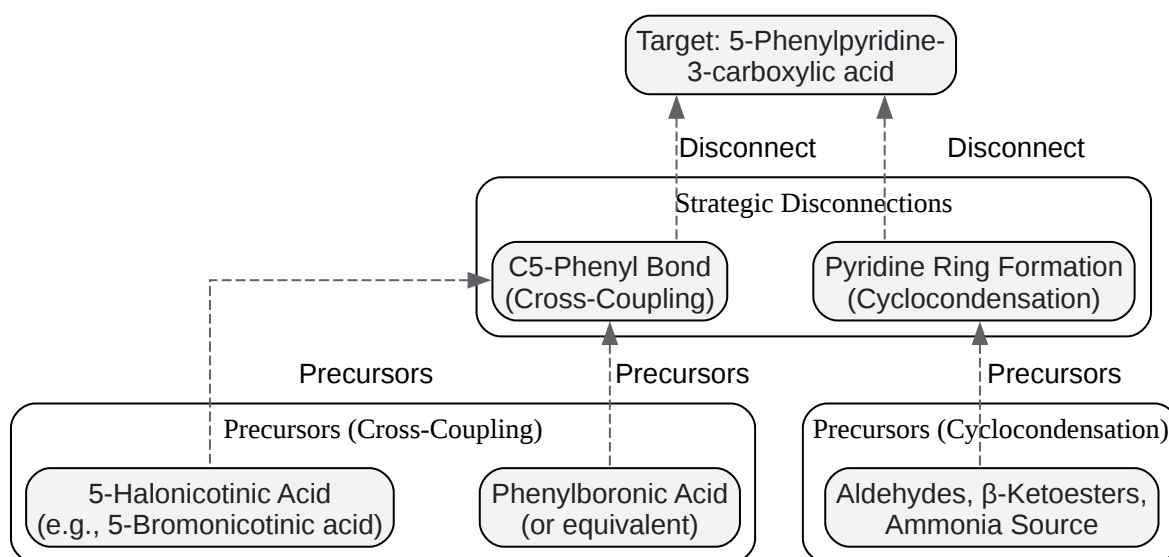 Target: 5-Phenylpyridine-
3-carboxylic acid
Disconnect
Disconnect
Strategic Disconnections
C5-Phenyl Bond
(Cross-Coupling)
Pyridine Ring Formation
(Cyclocondensation)
Precursors
Precursors
Precursors
Precursors (Cross-Coupling)
Precursors (Cyclocondensation)
5-Halonicotinic Acid
(e.g., 5-Bromonicotinic acid)
Phenylboronic Acid
(or equivalent)
Aldehydes, β-Ketoesters,
Ammonia Source